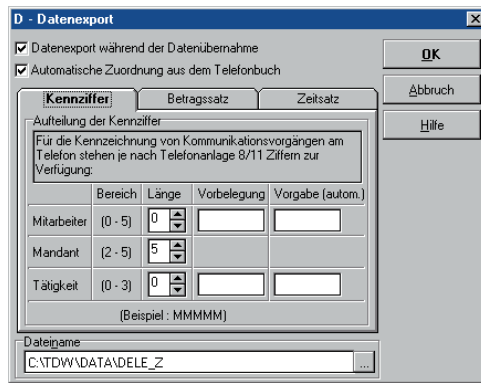 D - Datenexport
Datenexport während der Datenübernahme
Automatische Zuordnung aus dem Telefonbuch
OK
Abbruch
Hilfe
Kennziffer Betragssatz Zeitsatz
Aufteilung der Kennziffer
Für die Kennzeichnung von Kommunikationsvorgängen am
Telefon stehen je nach Telefonanlage 8/11 Ziffern zur
Verfügung:
Bereich Länge Vorbelegung Vorgabe (autom.)
Mitarbeiter (0 - 5) 0
Mandant (2 - 5) 5
Tätigkeit (0 - 3) 0
(Beispiel : MMMMM)
Dateiname
C:\TDW\DATA\DELE_Z ...